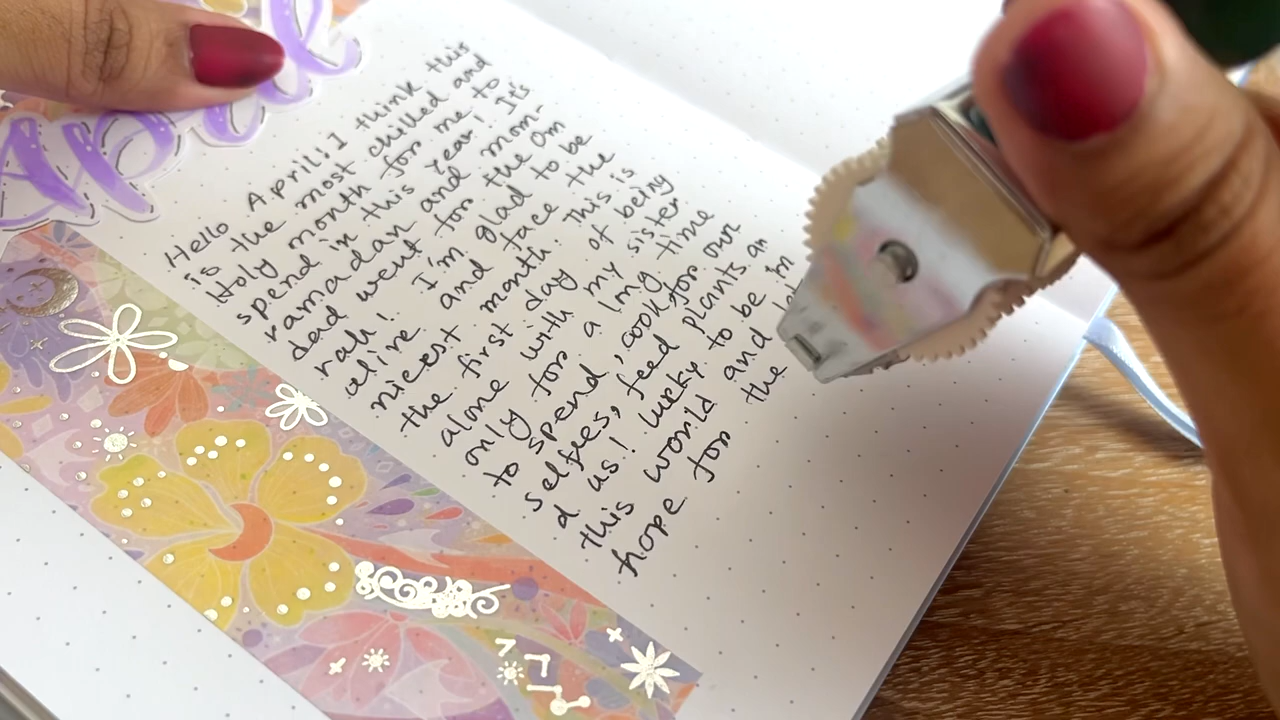 Ap
Hello April! I think this
is the most chilled and
Holy month for me to
spend in this year! It's
ramadan and mom-
dad went for the um
rah! I'm glad to be
alive and face the
nicest month. This is
the first day of being
alone with my sister
only for a long time
to spend, cook for our
selfees, feed plants an
d us! Lucky to be in
this world and
hope for the